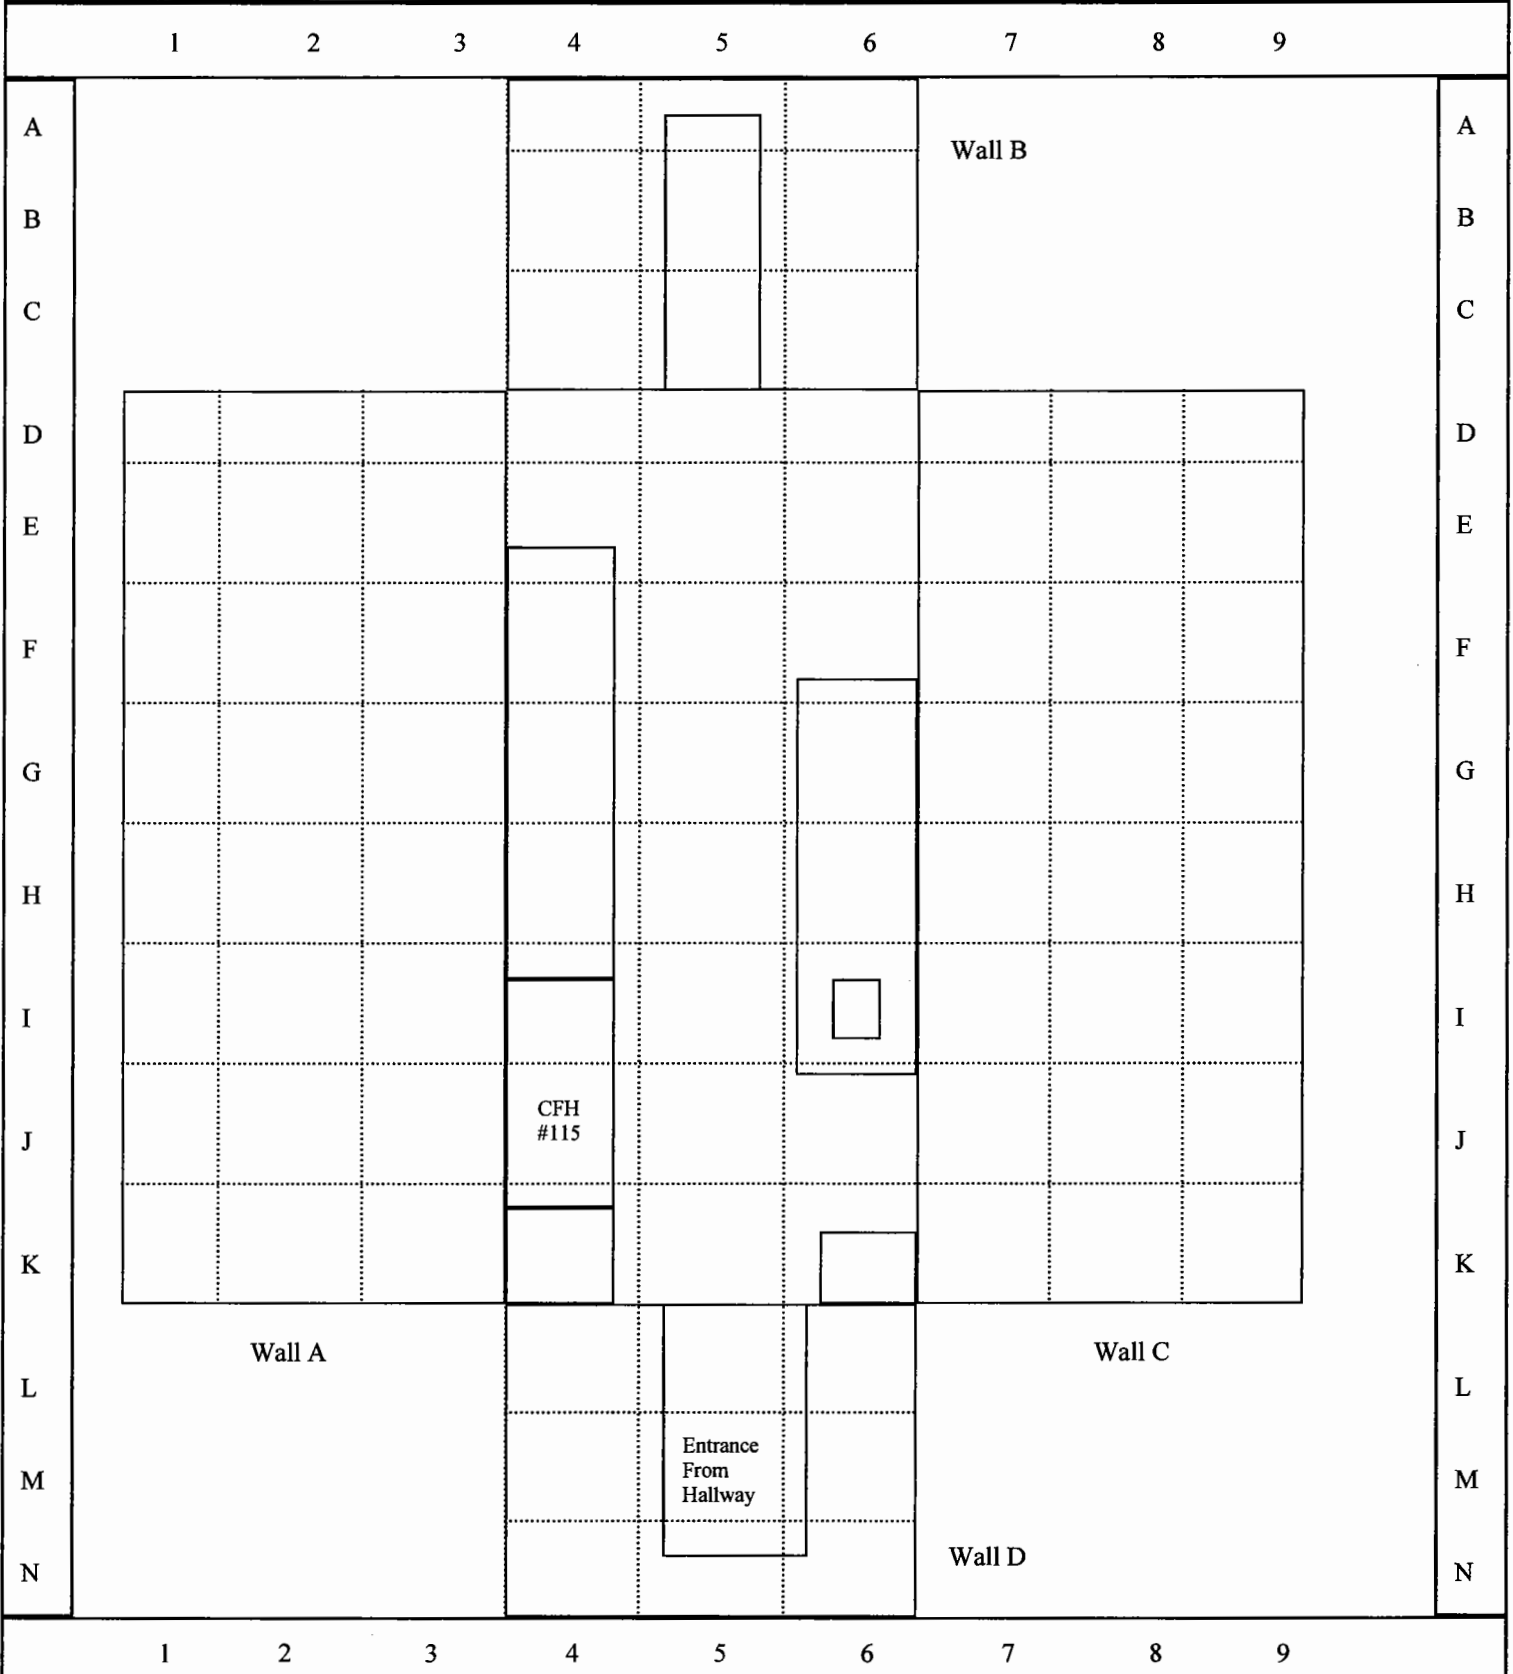 1 2 3 4 5 6 7 8 9
A A
Wall B
B B
C C
D D
E E
F F
G G
H H
I I
CFH
#115
J J
K K
Wall A Wall C
L L
Entrance
From
Hallway
M M
Wall D
N N
1 2 3 4 5 6 7 8 9